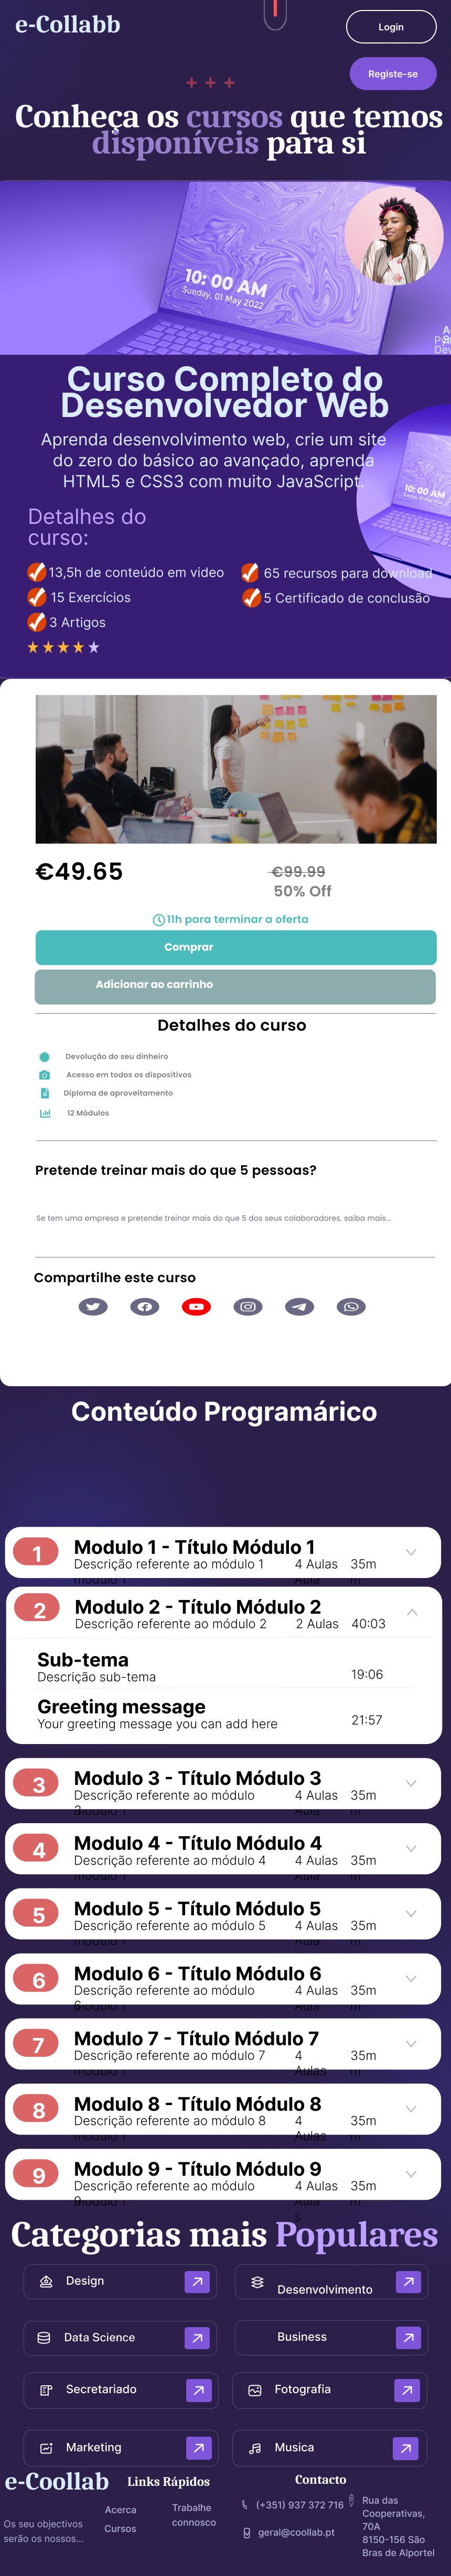 e-Collabb
Login
Registe-se
Conheça os cursos que temos
disponíveis para si
10: 00 AM
Sunday, 01 May 2022
Curso Completo do
Desenvolvedor Web
Aprenda desenvolvimento web, crie um site
do zero do básico ao avançado, aprenda
HTML5 e CSS3 com muito JavaScript.
10: 00 AM
Sunday, 01 May 2022
Detalhes do
curso:
13,5h de conteúdo em video
65 recursos para download
15 Exercícios
5 Certificado de conclusão
3 Artigos
€49.65
€99.99
50% Off
11h para terminar a oferta
Comprar
Adicionar ao carrinho
Detalhes do curso
Devolução do seu dinheiro
Acesso em todos os dispositivos
Diploma de aproveitamento
12 Módulos
Pretende treinar mais do que 5 pessoas?
Se tem uma empresa e pretende treinar mais do que 5 dos seus colaboradores, saiba mais...
Compartilhe este curso
Conteúdo Programárico
1
Modulo 1 - Título Módulo 1
Descrição referente ao módulo 1 4 Aulas 35m
2
Modulo 2 - Título Módulo 2
Descrição referente ao módulo 2 2 Aulas 40:03
Sub-tema
Descrição sub-tema 19:06
Greeting message
Your greeting message you can add here 21:57
3
Modulo 3 - Título Módulo 3
Descrição referente ao módulo 4 Aulas 35m
3
4
Modulo 4 - Título Módulo 4
Descrição referente ao módulo 4 4 Aulas 35m
5
Modulo 5 - Título Módulo 5
Descrição referente ao módulo 5 4 Aulas 35m
6
Modulo 6 - Título Módulo 6
Descrição referente ao módulo 4 Aulas 35m
6
7
Modulo 7 - Título Módulo 7
Descrição referente ao módulo 7 4 35m
Aulas
8
Modulo 8 - Título Módulo 8
Descrição referente ao módulo 8 4 35m
Aulas
9
Modulo 9 - Título Módulo 9
Descrição referente ao módulo 4 Aulas 35m
9
Categorias mais Populares
Design
Desenvolvimento
Data Science
Business
Secretariado
Fotografia
Marketing
Musica
e-Coollab
Os seu objectivos
serão os nossos...
Links Rápidos
Acerca
Cursos
Trabalhe
connosco
Contacto
(+351) 937 372 716
geral@coollab.pt
Rua das
Cooperativas,
70A
8150-156 São
Bras de Alportel